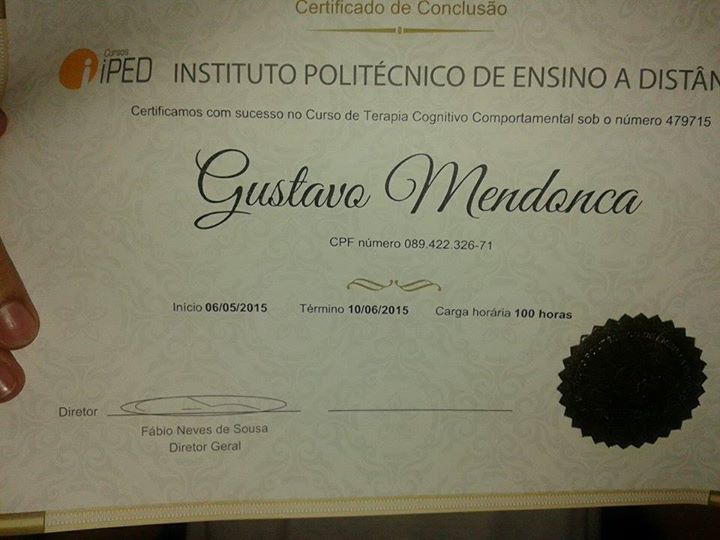 Certificado de Conclusão
Cursos
iPED
INSTITUTO POLITÉCNICO DE ENSINO A DISTÂN
Certificamos com sucesso no Curso de Terapia Cognitivo Comportamental sob o número 479715
Gustavo Mendonca
CPF número 089.422.326-71
Início 06/05/2015 Término 10/06/2015 Carga horária 100 horas
Diretor
Fábio Neves de Sousa
Diretor Geral